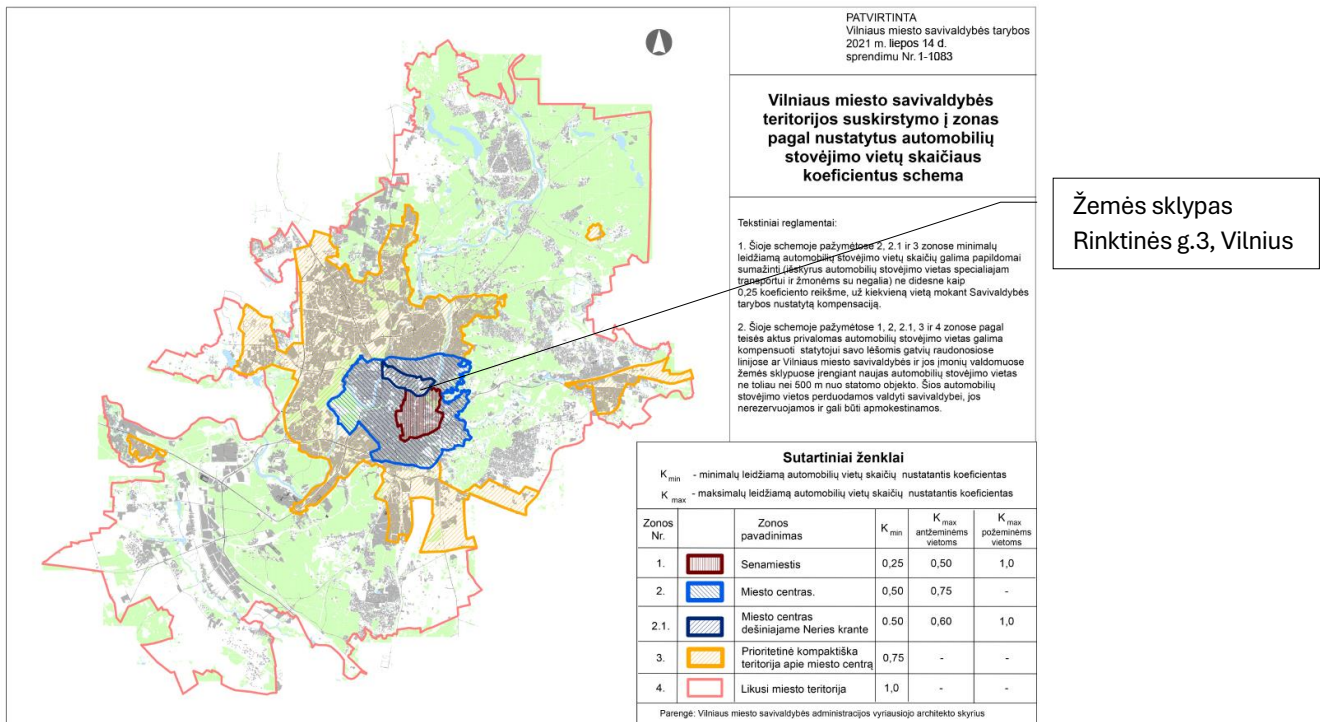 PATVIRTINTA
Vilniaus miesto savivaldybės tarybos
2021 m. liepos 14 d.
sprendimu Nr. 1-1083
Vilniaus miesto savivaldybės
teritorijos suskirstymo į zonas
pagal nustatytus automobilių
stovėjimo vietų skaičiaus
koeficientus schema
Žemės sklypas
Rinktinės g.3, Vilnius
Tekstiniai reglamentai:
1. Šioje schemoje pažymėtose 2, 2.1 ir 3 zonose minimalų
leidžiamą automobilių stovėjimo vietų skaičių galima papildomai
sumažinti (išskyrus automobilių stovėjimo vietas specialiajam
transportui ir žmonėms su negalia) ne didesne kaip
0,25 koeficiento reikšme, už kiekvieną vietą mokant Savivaldybės
tarybos nustatytą kompensaciją.
2. Šioje schemoje pažymėtose 1, 2, 2.1, 3 ir 4 zonose pagal
teisės aktus privalomas automobilių stovėjimo vietas galima
kompensuoti statytojui savo lėšomis gatvių raudonosiose
linijose ar Vilniaus miesto savivaldybės ir jos įmonių valdomuose
žemės sklypuose įrengiant naujas automobilių stovėjimo vietas
ne toliau nei 500 m nuo statomo objekto. Šios automobilių
stovėjimo vietos perduodamos valdyti savivaldybei, jos
nerezervuojamos ir gali būti apmokestinamos.
Sutartiniai ženklai
K min - minimalų leidžiamą automobilių vietų skaičių nustatantis koeficientas
K max - maksimalų leidžiamą automobilių vietų skaičių nustatantis koeficientas
Zonos Nr. Zonos pavadinimas K min K max antžeminėms vietoms K max požeminėms vietoms
1. Senamiestis 0,25 0,50 1,0
2. Miesto centras. 0,50 0,75 -
2.1. Miesto centras dešiniajame Neries krante 0.50 0,60 1,0
3. Prioritetinė kompaktiška teritorija apie miesto centrą 0,75 - -
4. Likusi miesto teritorija 1,0 - -
Parengė: Vilniaus miesto savivaldybės administracijos vyriausiojo architekto skyrius